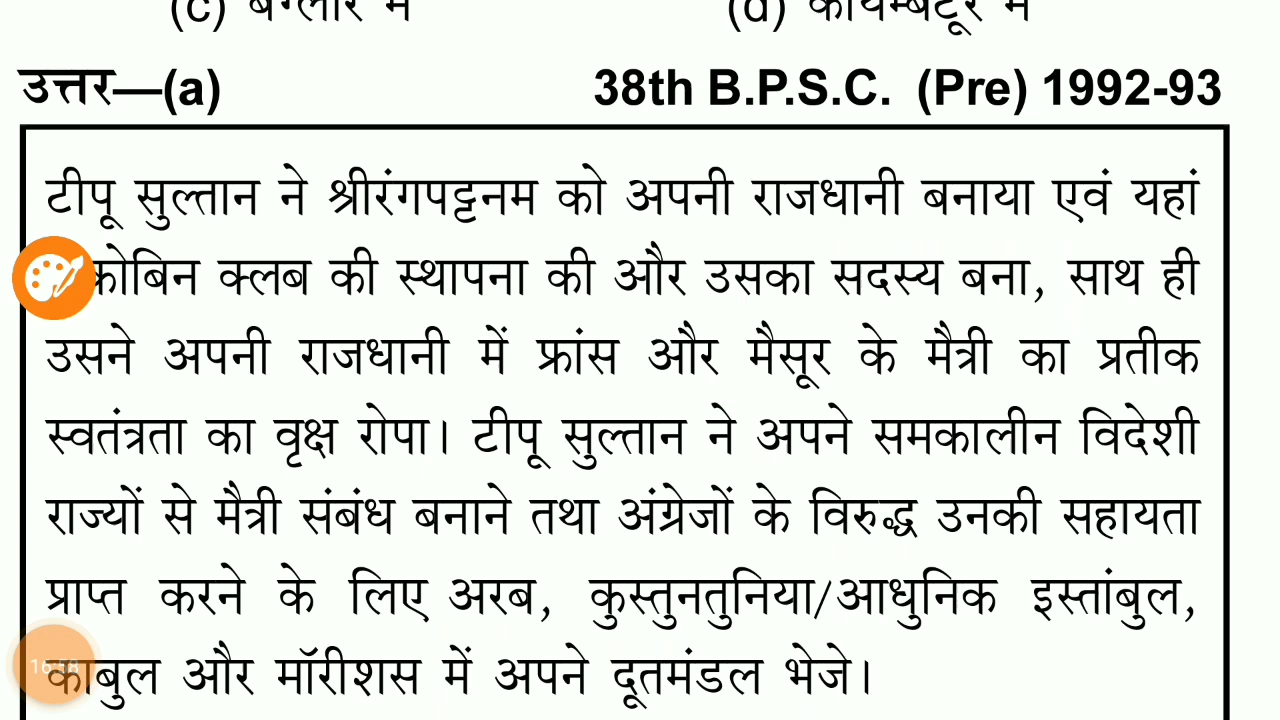 (c) बंग्लौर में (d) कोयम्बटूर में
उत्तर—(a) 38th B.P.S.C. (Pre) 1992-93
टीपू सुल्तान ने श्रीरंगपट्टनम को अपनी राजधानी बनाया एवं यहां
क्लब की स्थापना की और उसका सदस्य बना, साथ ही
उसने अपनी राजधानी में फ्रांस और मैसूर के मैत्री का प्रतीक
स्वतंत्रता का वृक्ष रोपा। टीपू सुल्तान ने अपने समकालीन विदेशी
राज्यों से मैत्री संबंध बनाने तथा अंग्रेजों के विरुद्ध उनकी सहायता
प्राप्त करने के लिए अरब, कुस्तुनतुनिया/आधुनिक इस्तांबुल,
काबुल और मॉरीशस में अपने दूतमंडल भेजे।
16:58